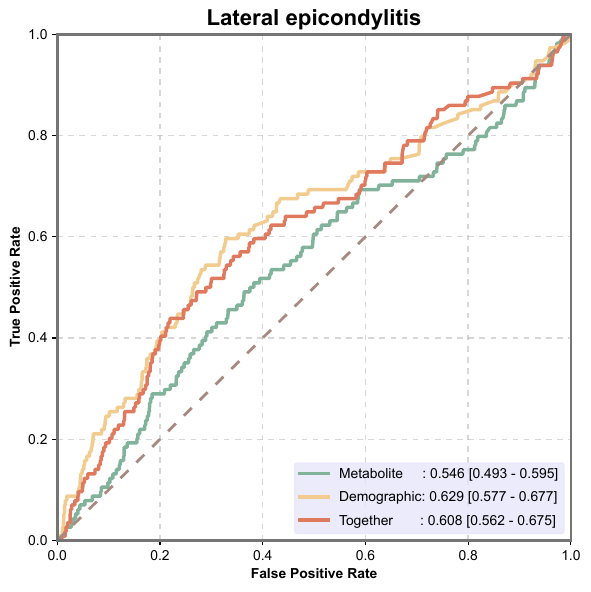 Lateral epicondylitis
True Positive Rate
1.0
0.8
0.6
0.4
0.2
0.0
Metabolite : 0.546 [0.493 - 0.595]
Demographic: 0.629 [0.577 - 0.677]
Together : 0.608 [0.562 - 0.675]
0.0 0.2 0.4 0.6 0.8 1.0
False Positive Rate